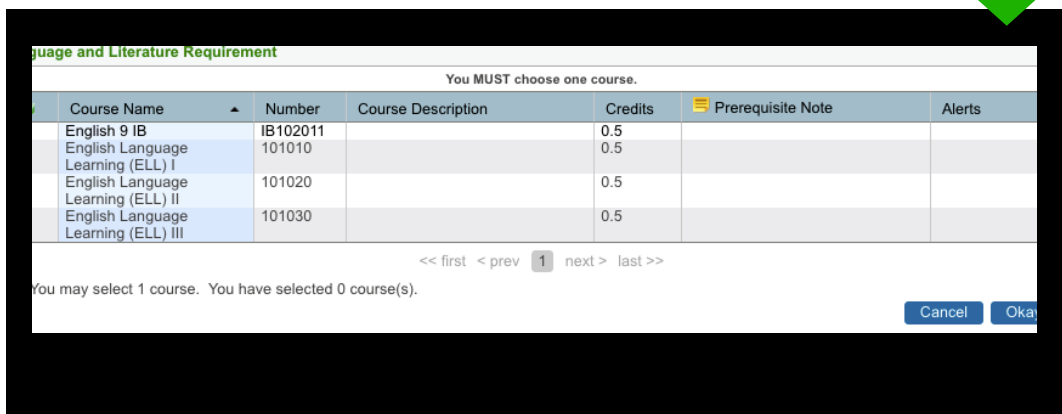 guage and Literature Requirement
You MUST choose one course.
Course Name Number Course Description Credits Prerequisite Note Alerts
English 9 IB IB102011 0.5
English Language 101010 0.5
Learning (ELL) I
English Language 101020 0.5
Learning (ELL) II
English Language 101030 0.5
Learning (ELL) III
<< first < prev 1 next > last >>
You may select 1 course. You have selected 0 course(s).
Cancel Okay